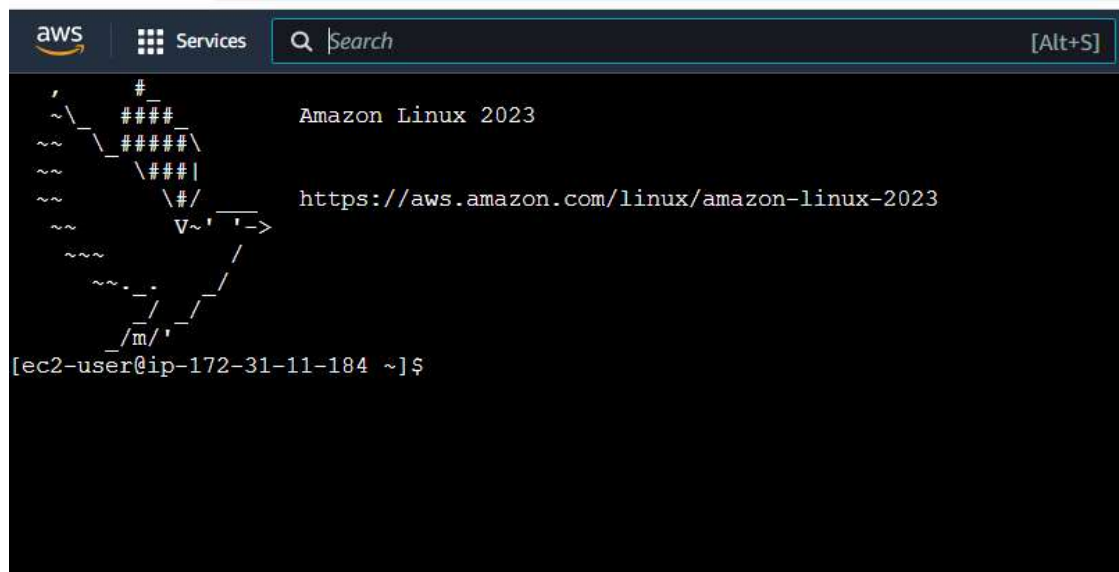 aws Services Search [Alt+S]
   ,     #_
   ~\_  ####_        Amazon Linux 2023
  ~~  \_#####\
  ~~     \###|
  ~~       \#/ ___   https://aws.amazon.com/linux/amazon-linux-2023
   ~~       V~' '->
    ~~~         /
      ~~._.   _/
         _/ _/
       _/m/'
[ec2-user@ip-172-31-11-184 ~]$